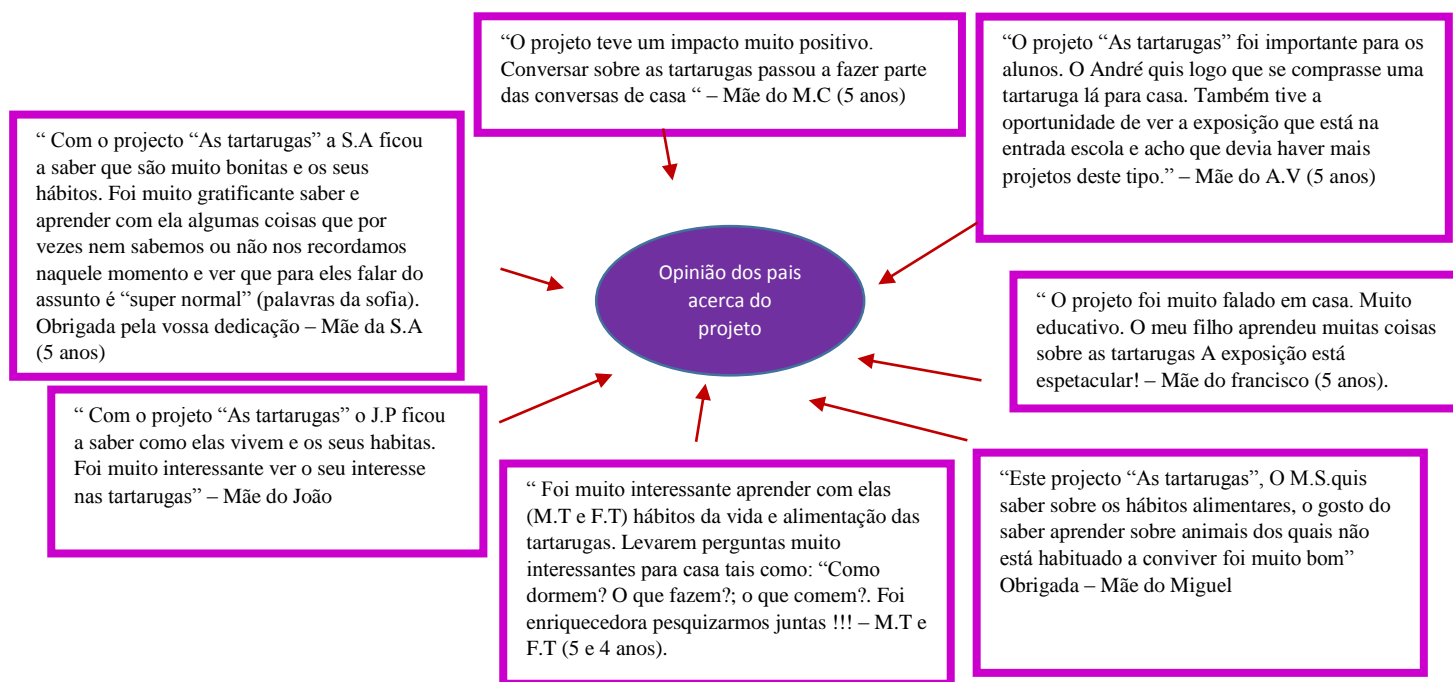 “O projeto teve um impacto muito positivo.
Conversar sobre as tartarugas passou a fazer parte
das conversas de casa “ – Mãe do M.C (5 anos)
“O projeto “As tartarugas” foi importante para os
alunos. O André quis logo que se comprasse uma
tartaruga lá para casa. Também tive a
oportunidade de ver a exposição que está na
entrada escola e acho que devia haver mais
projetos deste tipo.” – Mãe do A.V (5 anos)
“ Com o projecto “As tartarugas” a S.A ficou
a saber que são muito bonitas e os seus
hábitos. Foi muito gratificante saber e
aprender com ela algumas coisas que por
vezes nem sabemos ou não nos recordamos
naquele momento e ver que para eles falar do
assunto é “super normal” (palavras da sofia).
Obrigada pela vossa dedicação – Mãe da S.A
(5 anos)
Opinião dos pais
acerca do
projeto
“ O projeto foi muito falado em casa. Muito
educativo. O meu filho aprendeu muitas coisas
sobre as tartarugas A exposição está
espetacular! – Mãe do francisco (5 anos).
“ Com o projeto “As tartarugas” o J.P ficou
a saber como elas vivem e os seus habitas.
Foi muito interessante ver o seu interesse
nas tartarugas” – Mãe do João
“ Foi muito interessante aprender com elas
(M.T e F.T) hábitos da vida e alimentação das
tartarugas. Levarem perguntas muito
interessantes para casa tais como: “Como
dormem? O que fazem?; o que comem?. Foi
enriquecedora pesquizarmos juntas !!! – M.T e
F.T (5 e 4 anos).
“Este projecto “As tartarugas”, O M.S.quis
saber sobre os hábitos alimentares, o gosto do
saber aprender sobre animais dos quais não
está habituado a conviver foi muito bom”
Obrigada – Mãe do Miguel